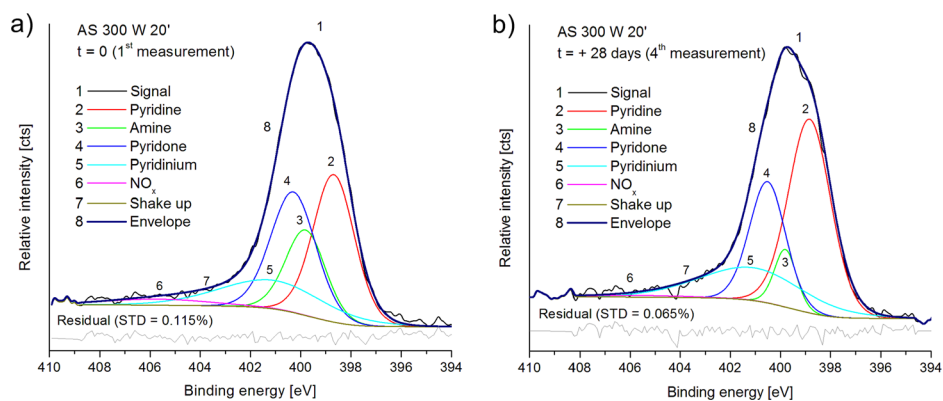 a)
AS 300 W 20'
t = 0 (1st measurement)
1 Signal
2 Pyridine
3 Amine
4 Pyridone
5 Pyridinium
6 NOx
7 Shake up
8 Envelope
1
8
2
4
3
5
6
7
Residual (STD = 0.115%)
Relative intensity [cts]
410 408 406 404 402 400 398 396 394
Binding energy [eV]
b)
AS 300 W 20'
t = + 28 days (4th measurement)
1 Signal
2 Pyridine
3 Amine
4 Pyridone
5 Pyridinium
6 NOx
7 Shake up
8 Envelope
1
2
8
4
3
5
6
7
Residual (STD = 0.065%)
Relative intensity [cts]
410 408 406 404 402 400 398 396 394
Binding energy [eV]